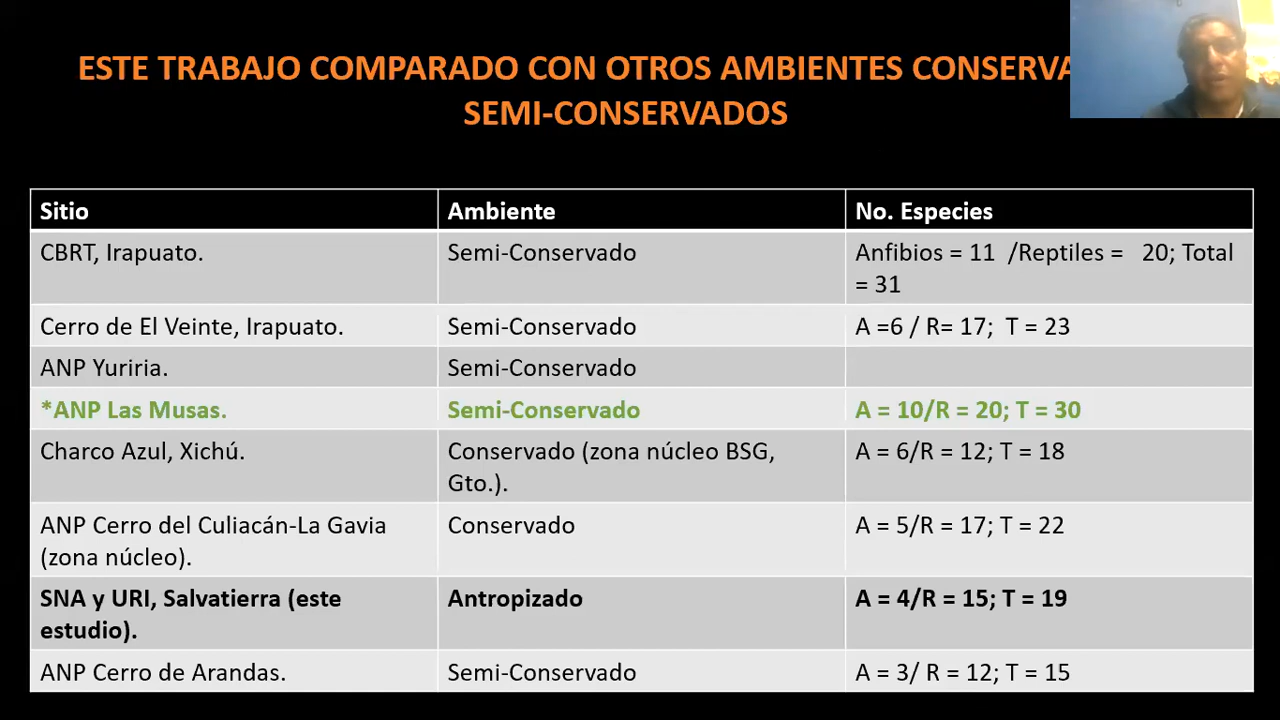 ESTE TRABAJO COMPARADO CON OTROS AMBIENTES CONSERVA
SEMI-CONSERVADOS
Sitio Ambiente No. Especies
CBRT, Irapuato. Semi-Conservado Anfibios = 11 /Reptiles = 20; Total
= 31
Cerro de El Veinte, Irapuato. Semi-Conservado A =6 / R= 17; T = 23
ANP Yuriria. Semi-Conservado
*ANP Las Musas. Semi-Conservado A = 10/R = 20; T = 30
Charco Azul, Xichú. Conservado (zona núcleo BSG, A = 6/R = 12; T = 18
Gto.).
ANP Cerro del Culiacán-La Gavia Conservado A = 5/R = 17; T = 22
(zona núcleo).
SNA y URI, Salvatierra (este Antropizado A = 4/R = 15; T = 19
estudio).
ANP Cerro de Arandas. Semi-Conservado A = 3/ R = 12; T = 15